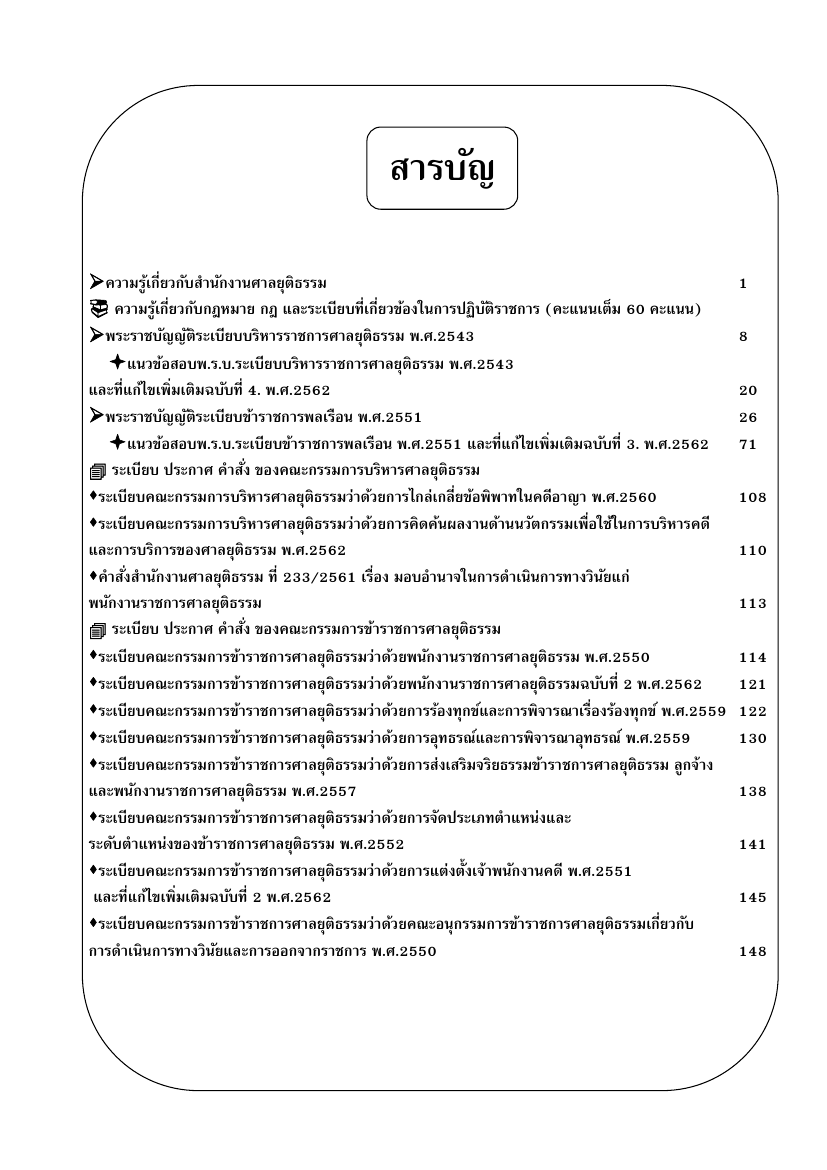 สารบัญ
➢ความรู้เกี่ยวกับสำนักงานศาลยุติธรรม 1
ความรู้เกี่ยวกับกฎหมาย กฎ และระเบียบที่เกี่ยวข้องในการปฏิบัติราชการ (คะแนนเต็ม 60 คะแนน)
➢พระราชบัญญัติระเบียบบริหารราชการศาลยุติธรรม พ.ศ.2543 8
✦แนวข้อสอบพ.ร.บ.ระเบียบบริหารราชการศาลยุติธรรม พ.ศ.2543
และที่แก้ไขเพิ่มเติมฉบับที่ 4. พ.ศ.2562 20
➢พระราชบัญญัติระเบียบข้าราชการพลเรือน พ.ศ.2551 26
✦แนวข้อสอบพ.ร.บ.ระเบียบข้าราชการพลเรือน พ.ศ.2551 และที่แก้ไขเพิ่มเติมฉบับที่ 3. พ.ศ.2562 71
ระเบียบ ประกาศ คำสั่ง ของคณะกรรมการบริหารศาลยุติธรรม
♦ระเบียบคณะกรรมการบริหารศาลยุติธรรมว่าด้วยการไกล่เกลี่ยข้อพิพาทในคดีอาญา พ.ศ.2560 108
♦ระเบียบคณะกรรมการบริหารศาลยุติธรรมว่าด้วยการคิดค้นผลงานด้านนวัตกรรมเพื่อใช้ในการบริหารคดี
และการบริการของศาลยุติธรรม พ.ศ.2562 110
♦คำสั่งสำนักงานศาลยุติธรรม ที่ 233/2561 เรื่อง มอบอำนาจในการดำเนินการทางวินัยแก่
พนักงานราชการศาลยุติธรรม 113
ระเบียบ ประกาศ คำสั่ง ของคณะกรรมการข้าราชการศาลยุติธรรม
♦ระเบียบคณะกรรมการข้าราชการศาลยุติธรรมว่าด้วยพนักงานราชการศาลยุติธรรม พ.ศ.2550 114
♦ระเบียบคณะกรรมการข้าราชการศาลยุติธรรมว่าด้วยพนักงานราชการศาลยุติธรรมฉบับที่ 2 พ.ศ.2562 121
♦ระเบียบคณะกรรมการข้าราชการศาลยุติธรรมว่าด้วยการร้องทุกข์และการพิจารณาเรื่องร้องทุกข์ พ.ศ.2559 122
♦ระเบียบคณะกรรมการข้าราชการศาลยุติธรรมว่าด้วยการอุทธรณ์และการพิจารณาอุทธรณ์ พ.ศ.2559 130
♦ระเบียบคณะกรรมการข้าราชการศาลยุติธรรมว่าด้วยการส่งเสริมจริยธรรมข้าราชการศาลยุติธรรม ลูกจ้าง
และพนักงานราชการศาลยุติธรรม พ.ศ.2557 138
♦ระเบียบคณะกรรมการข้าราชการศาลยุติธรรมว่าด้วยการจัดประเภทตำแหน่งและ
ระดับตำแหน่งของข้าราชการศาลยุติธรรม พ.ศ.2552 141
♦ระเบียบคณะกรรมการข้าราชการศาลยุติธรรมว่าด้วยการแต่งตั้งเจ้าพนักงานคดี พ.ศ.2551
และที่แก้ไขเพิ่มเติมฉบับที่ 2 พ.ศ.2562 145
♦ระเบียบคณะกรรมการข้าราชการศาลยุติธรรมว่าด้วยคณะอนุกรรมการข้าราชการศาลยุติธรรมเกี่ยวกับ
การดำเนินการทางวินัยและการออกจากราชการ พ.ศ.2550 148